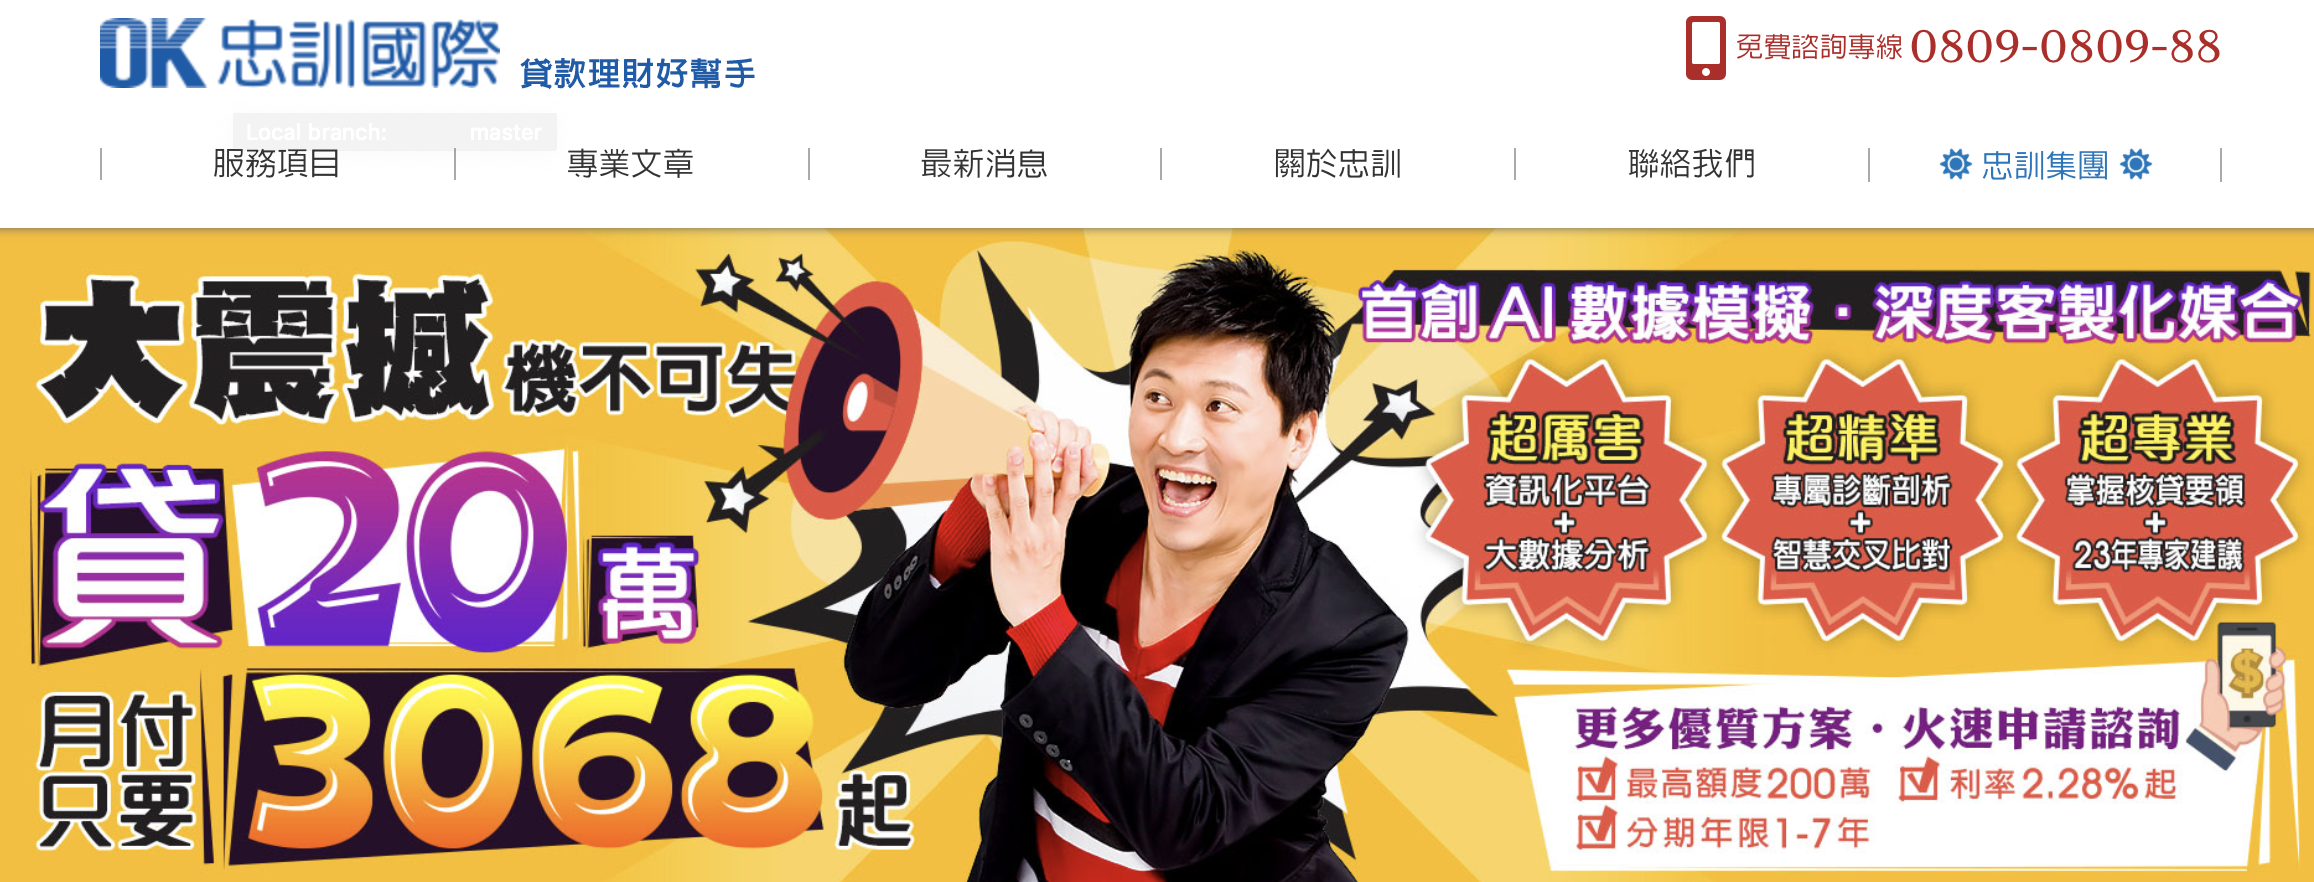 OK忠訓國際 貸款理財好幫手
免費諮詢專線 0809-0809-88
Local branch: master
服務項目 專業文章 最新消息 關於忠訓 聯絡我們 忠訓集團
大震撼 機不可失
貸20萬
月付只要3068起
首創AI數據模擬・深度客製化媒合
超厲害
資訊化平台
+
大數據分析
超精準
專屬診斷剖析
+
智慧交叉比對
超專業
掌握核貸要領
+
23年專家建議
更多優質方案・火速申請諮詢
最高額度200萬 利率2.28%起
分期年限1-7年